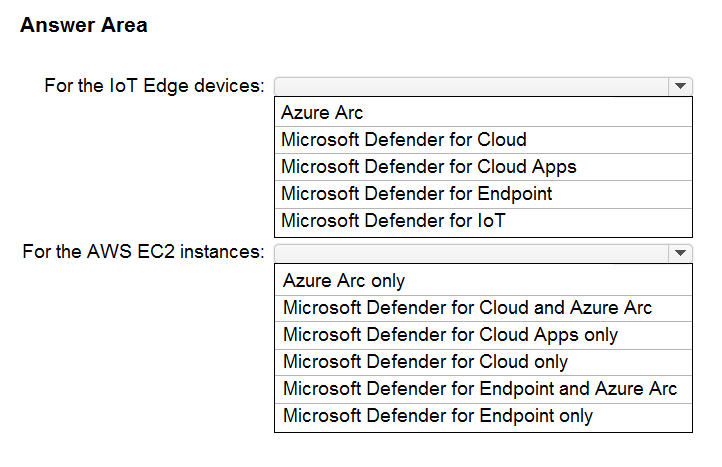 Answer Area
For the IoT Edge devices:
Azure Arc
Microsoft Defender for Cloud
Microsoft Defender for Cloud Apps
Microsoft Defender for Endpoint
Microsoft Defender for IoT
For the AWS EC2 instances:
Azure Arc only
Microsoft Defender for Cloud and Azure Arc
Microsoft Defender for Cloud Apps only
Microsoft Defender for Cloud only
Microsoft Defender for Endpoint and Azure Arc
Microsoft Defender for Endpoint only